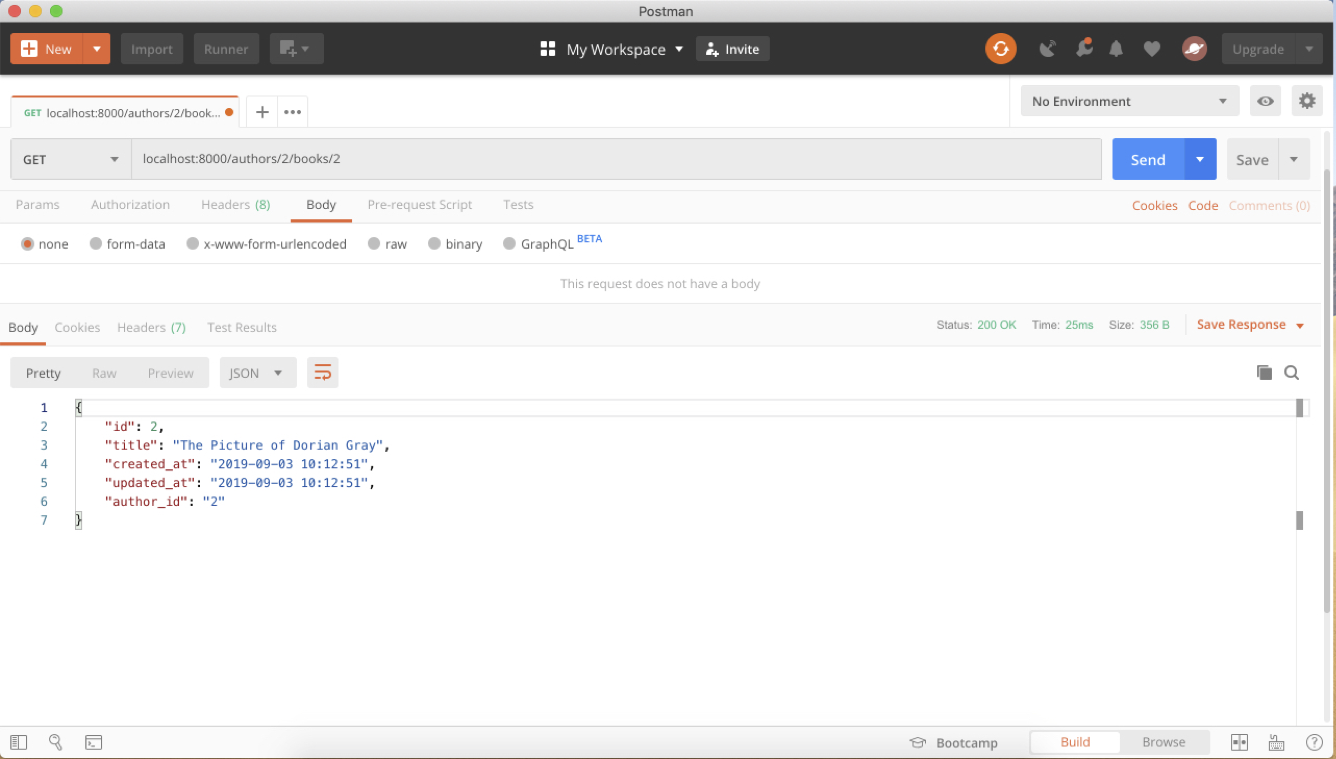 Postman
New Import Runner My Workspace Invite Upgrade
GET localhost:8000/authors/2/book... No Environment
GET localhost:8000/authors/2/books/2 Send Save
Params Authorization Headers (8) Body Pre-request Script Tests Cookies Code Comments (0)
none form-data x-www-form-urlencoded raw binary GraphQL BETA
This request does not have a body
Body Cookies Headers (7) Test Results Status: 200 OK Time: 25ms Size: 356 B Save Response
Pretty Raw Preview JSON
1 {
2 "id": 2,
3 "title": "The Picture of Dorian Gray",
4 "created_at": "2019-09-03 10:12:51",
5 "updated_at": "2019-09-03 10:12:51",
6 "author_id": "2"
7 }
Bootcamp Build Browse